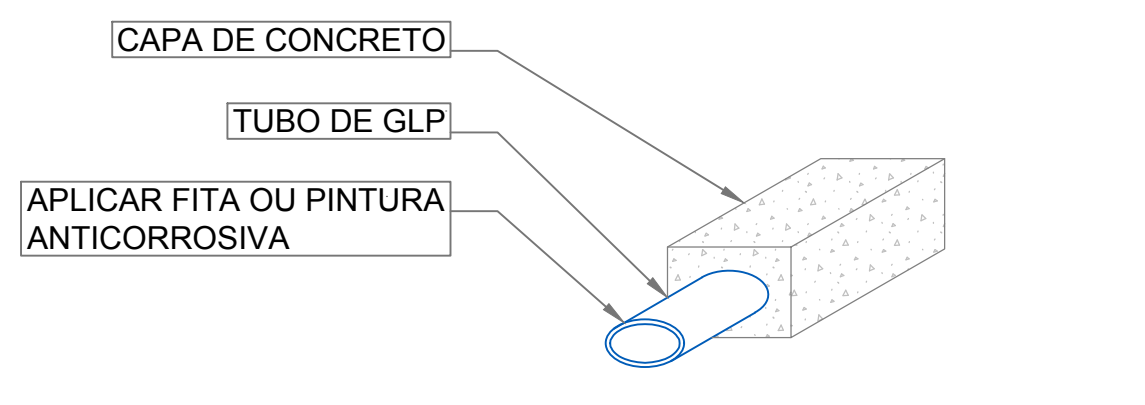 CAPA DE CONCRETO
TUBO DE GLP
APLICAR FITA OU PINTURA
ANTICORROSIVA